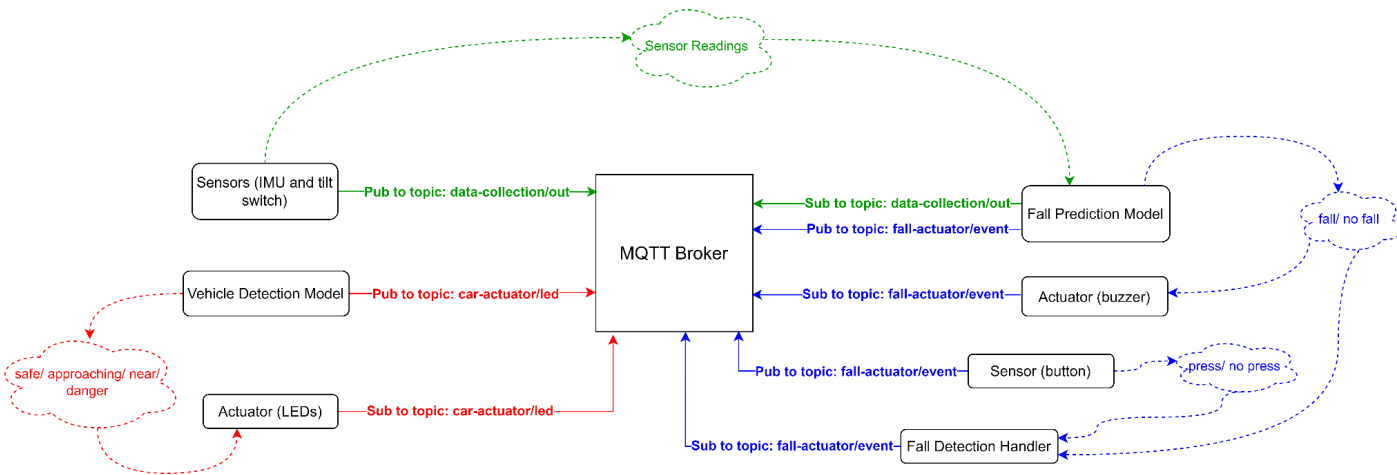 Sensor Readings
Sensors (IMU and tilt
switch)
Pub to topic: data-collection/out
MQTT Broker
Sub to topic: data-collection/out
Pub to topic: fall-actuator/event
Fall Prediction Model
fall/ no fall
Vehicle Detection Model
Pub to topic: car-actuator/led
Sub to topic: fall-actuator/event
Actuator (buzzer)
safe/ approaching/ near/
danger
Pub to topic: fall-actuator/event
Sensor (button)
press/ no press
Actuator (LEDs)
Sub to topic: car-actuator/led
Sub to topic: fall-actuator/event
Fall Detection Handler